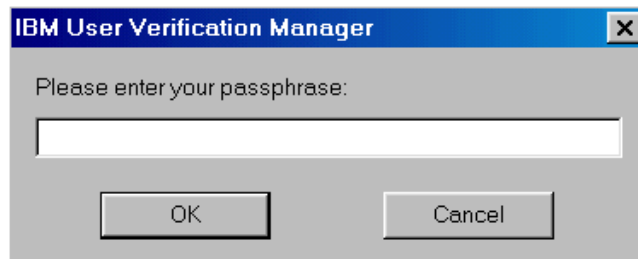 IBM User Verification Manager
Please enter your passphrase:
OK
Cancel